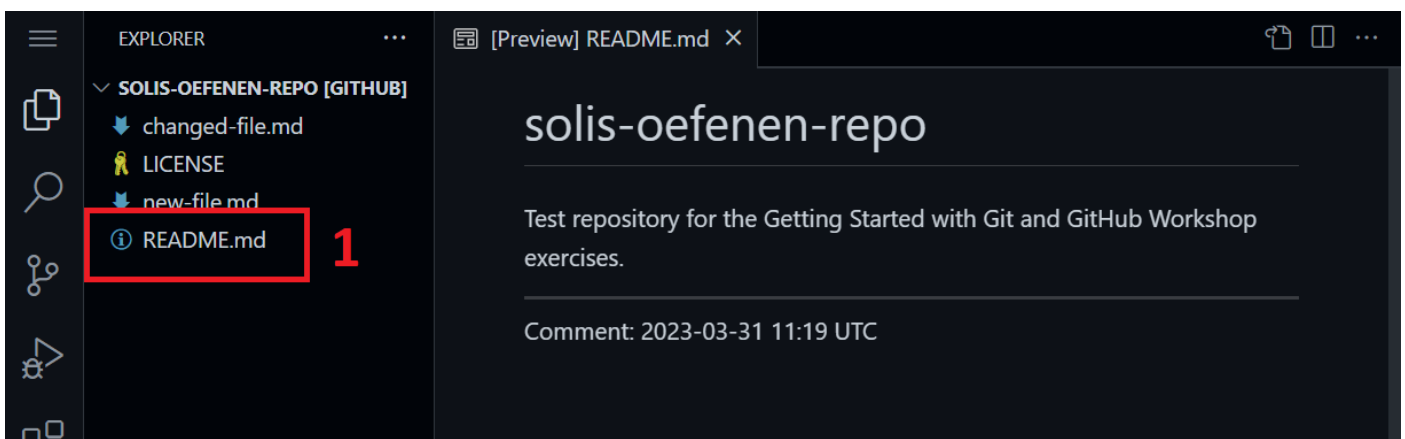 EXPLORER
[Preview] README.md
SOLIS-OEFENEN-REPO [GITHUB]
changed-file.md
LICENSE
new-file.md
README.md
1
solis-oefenen-repo
Test repository for the Getting Started with Git and GitHub Workshop
exercises.
Comment: 2023-03-31 11:19 UTC